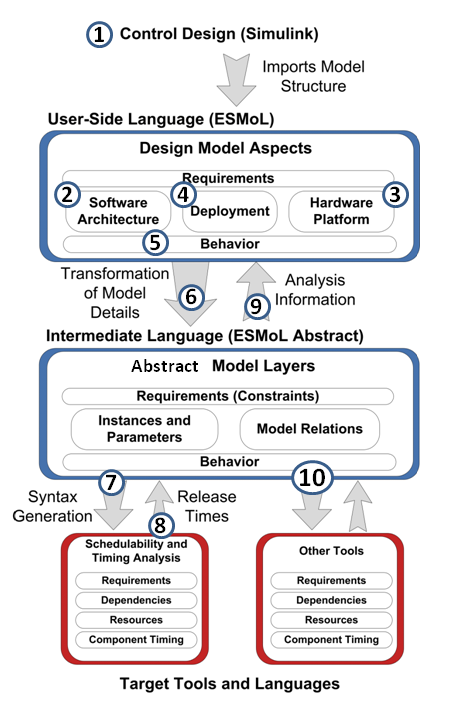 1 Control Design (Simulink)
Imports Model
Structure
User-Side Language (ESMoL)
Design Model Aspects
Requirements
2 4 3
Software
Architecture
Deployment
Hardware
Platform
5
Behavior
Transformation
of Model
Details
6
9
Analysis
Information
Intermediate Language (ESMoL Abstract)
Abstract Model Layers
Requirements (Constraints)
Instances and
Parameters
Model Relations
Behavior
7
10
Syntax
Generation
Release
Times
8
Schedulability and
Timing Analysis
Requirements
Dependencies
Resources
Component Timing
Other Tools
Requirements
Dependencies
Resources
Component Timing
Target Tools and Languages